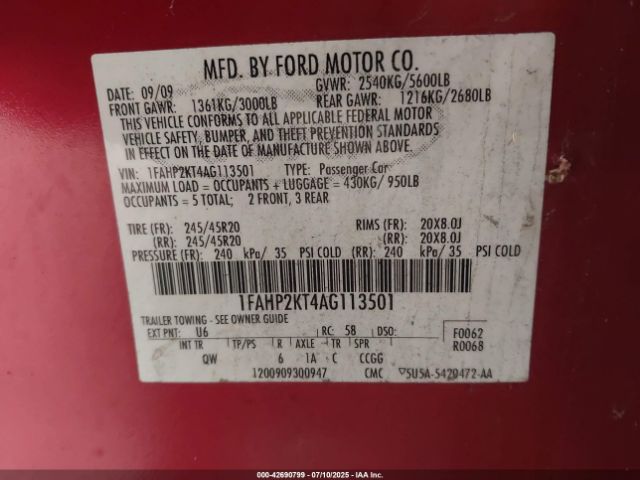 MFD. BY FORD MOTOR CO.
DATE: 09/09 GVWR: 2540KG/5600LB
FRONT GAWR: 1361KG/3000LB REAR GAWR: 1216KG/2680LB
THIS VEHICLE CONFORMS TO ALL APPLICABLE FEDERAL MOTOR
VEHICLE SAFETY, BUMPER, AND THEFT PREVENTION STANDARDS
IN EFFECT ON THE DATE OF MANUFACTURE SHOWN ABOVE.
VIN: 1FAHP2KT4AG113501 TYPE: Passenger Car
MAXIMUM LOAD = OCCUPANTS + LUGGAGE = 430KG/ 950LB
OCCUPANTS = 5 TOTAL; 2 FRONT, 3 REAR
TIRE (FR): 245/45R20 RIMS (FR): 20X8.0J
(RR): 245/45R20 (RR): 20X8.0J
PRESSURE (FR): 240 kPa/ 35 PSI COLD (RR): 240 kPa/ 35 PSI COLD
1FAHP2KT4AG113501
TRAILER TOWING - SEE OWNER GUIDE
EXT PNT: U6 RC: 58 DSO: F0062
INT TR TP/PS R AXLE TR SPR R0068
QW 6 1A C CCGG
1200909300947 CMC 5U5A-5420472-AA
000-42690799 - 07/10/2025 - IAA Inc.